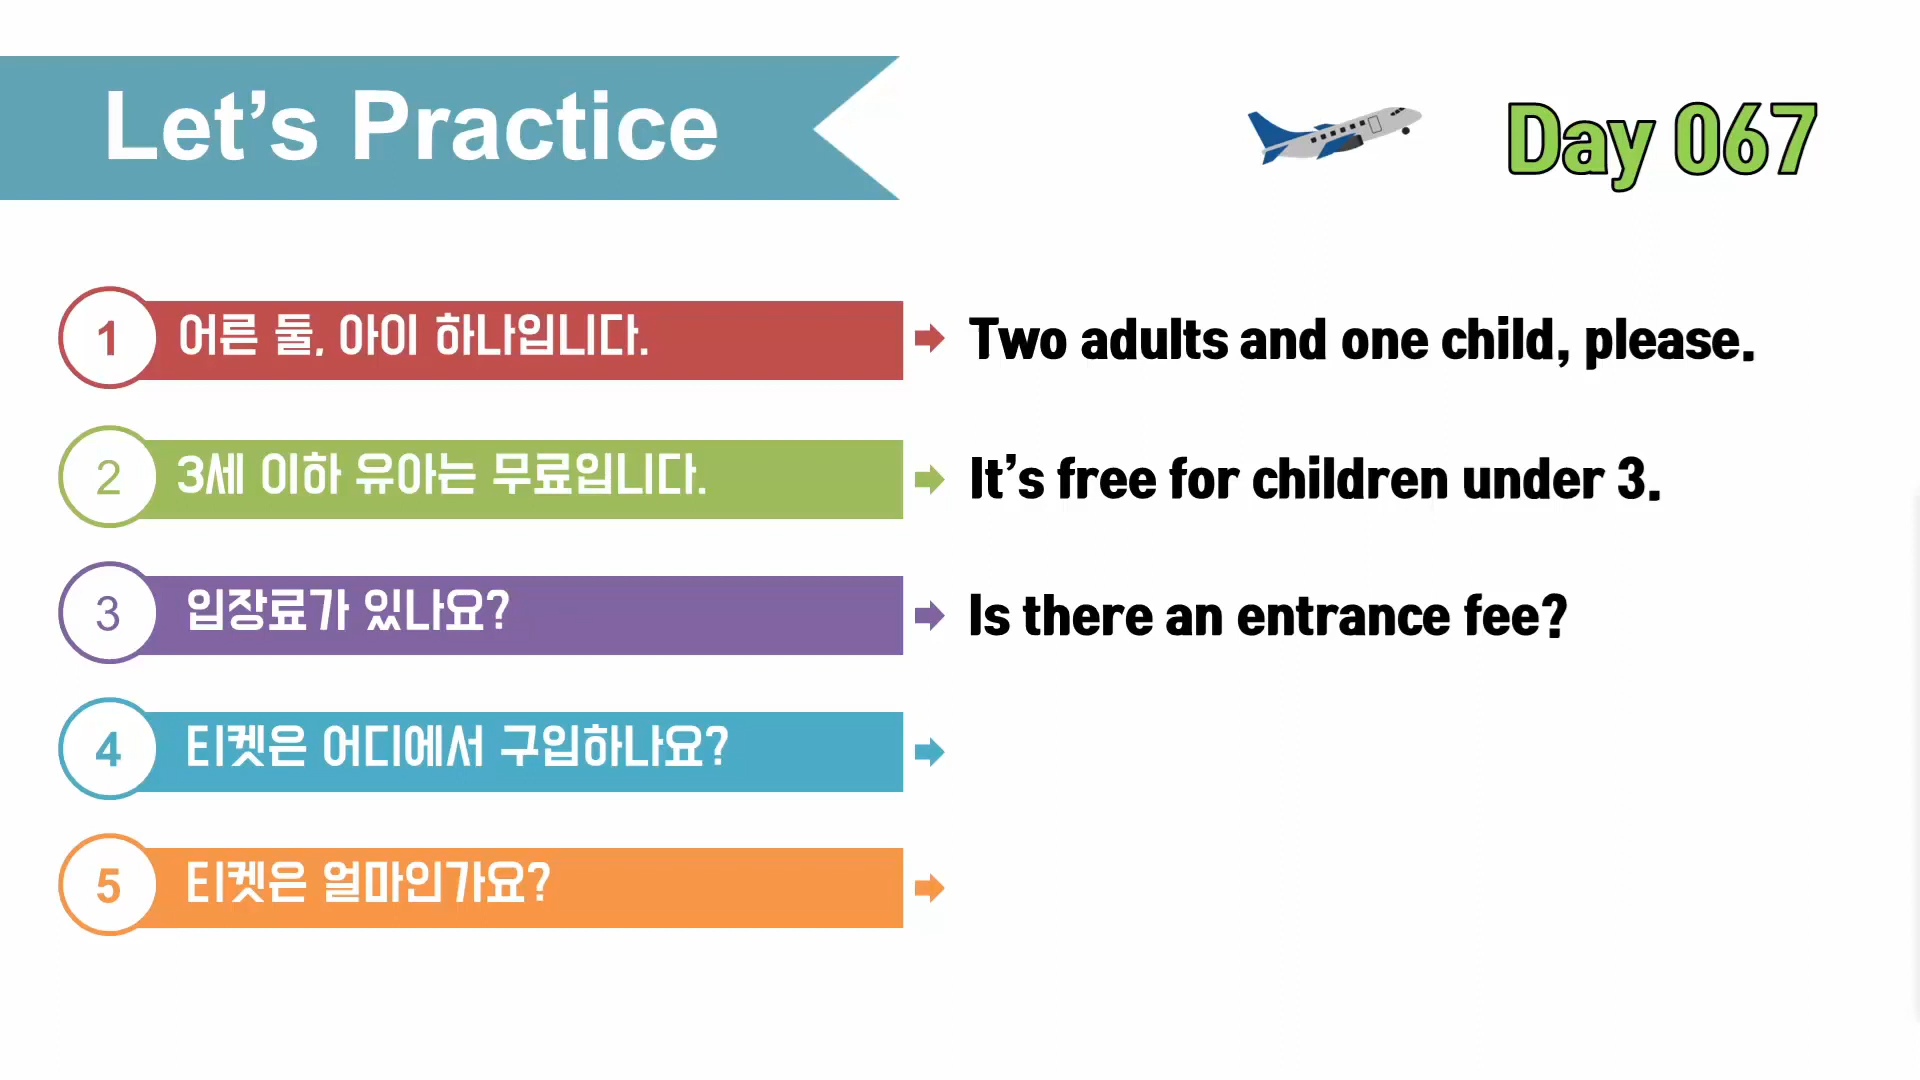 Let’s Practice
Day 067
1 어른 둘, 아이 하나입니다.
Two adults and one child, please.
2 3세 이하 유아는 무료입니다.
It’s free for children under 3.
3 입장료가 있나요?
Is there an entrance fee?
4 티켓은 어디에서 구입하나요?
5 티켓은 얼마인가요?